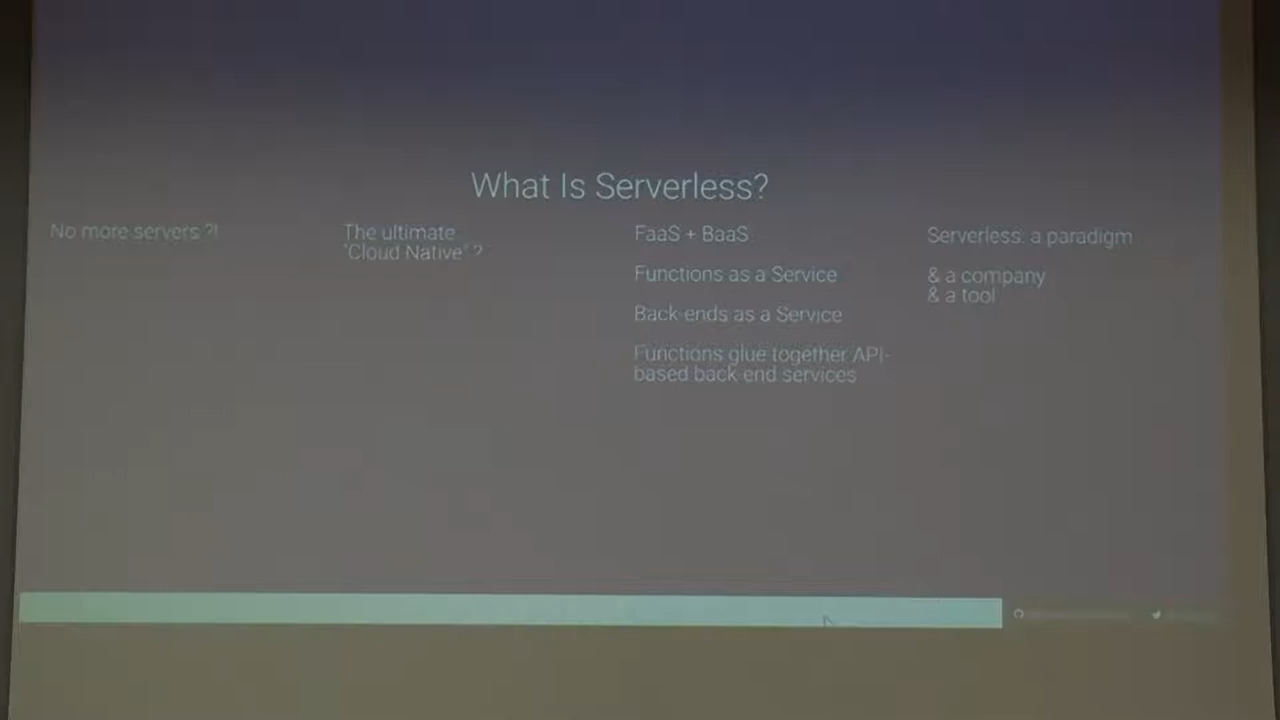 What Is Serverless?
No more servers ?!
The ultimate
"Cloud Native" ?
FaaS + BaaS
Functions as a Service
Back-ends as a Service
Functions glue together API-
based back-end services
Serverless: a paradigm
& a company
& a tool